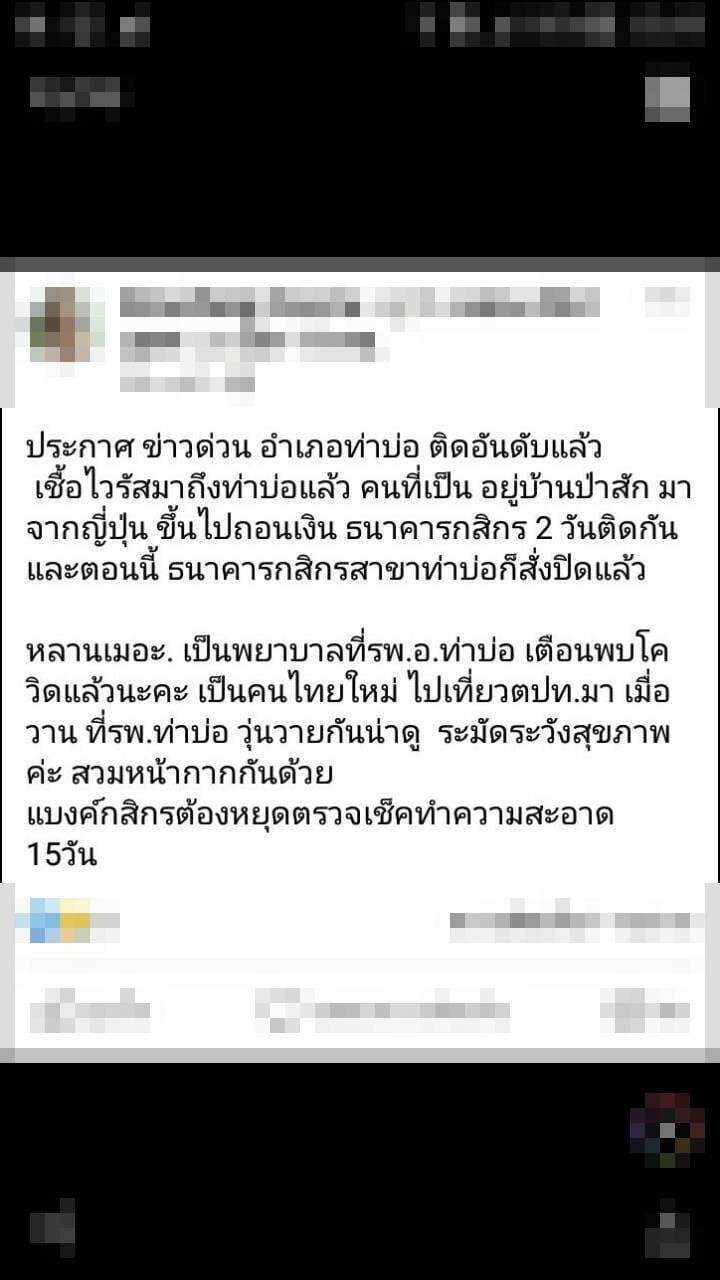 ประกาศ ข่าวด่วน อำเภอท่าบ่อ ติดอันดับแล้ว
เชื้อไวรัสมาถึงท่าบ่อแล้ว คนที่เป็น อยู่บ้านป่าสัก มา
จากญี่ปุ่น ขึ้นไปถอนเงิน ธนาคารกสิกร 2 วันติดกัน
และตอนนี้ ธนาคารกสิกรสาขาท่าบ่อก็สั่งปิดแล้ว
หลานเมอะ. เป็นพยาบาลที่รพ.อ.ท่าบ่อ เตือนพบโค
วิดแล้วนะคะ เป็นคนไทยใหม่ ไปเที่ยวตปท.มา เมื่อ
วาน ที่รพ.ท่าบ่อ วุ่นวายกันน่าดู ระมัดระวังสุขภาพ
ค่ะ สวมหน้ากากกันด้วย
แบงค์กสิกรต้องหยุดตรวจเช็คทำความสะอาด
15วัน